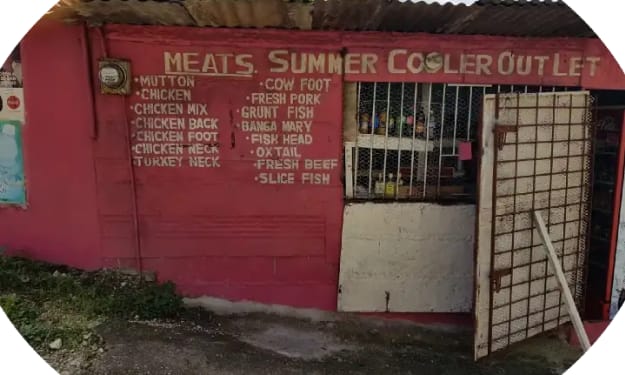 MEATS. SUMMER COOLER OUTLET
• MUTTON
• CHICKEN
CHICKEN MIX
• CHICKEN BACK
• CHICKEN FOOT
• CHICKEN NECK
TURKEY NECK
• COW FOOT
• FRESH PORK
GRUNT FISH
• BANGA MARY
• FISH HEAD
• OXTAIL
• FRESH BEEF
• SLICE FISH